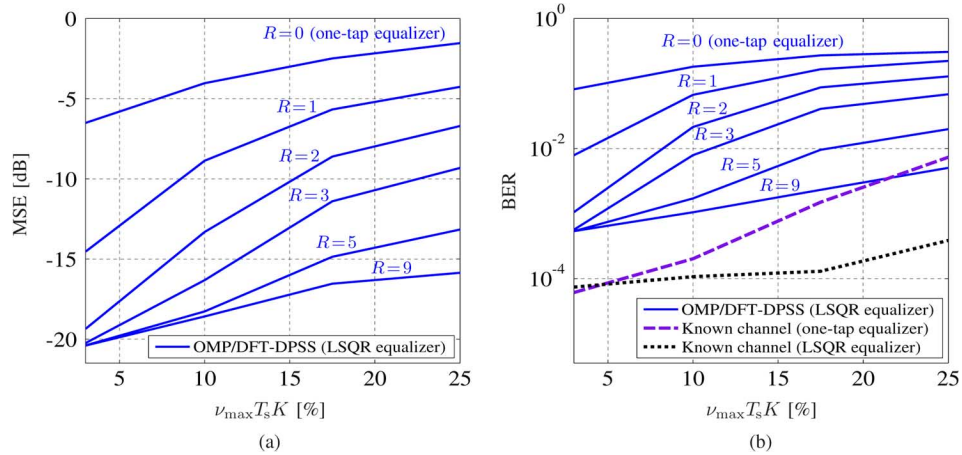 0
-5
-10
-15
-20
MSE [dB]
R=0 (one-tap equalizer)
R=1
R=2
R=3
R=5
R=9
OMP/DFT-DPSS (LSQR equalizer)
5 10 15 20 25
ν_max T_s K [%]
(a)
10^0
10^-2
10^-4
BER
R=0 (one-tap equalizer)
R=1
R=2
R=3
R=5
R=9
OMP/DFT-DPSS (LSQR equalizer)
Known channel (one-tap equalizer)
Known channel (LSQR equalizer)
5 10 15 20 25
ν_max T_s K [%]
(b)